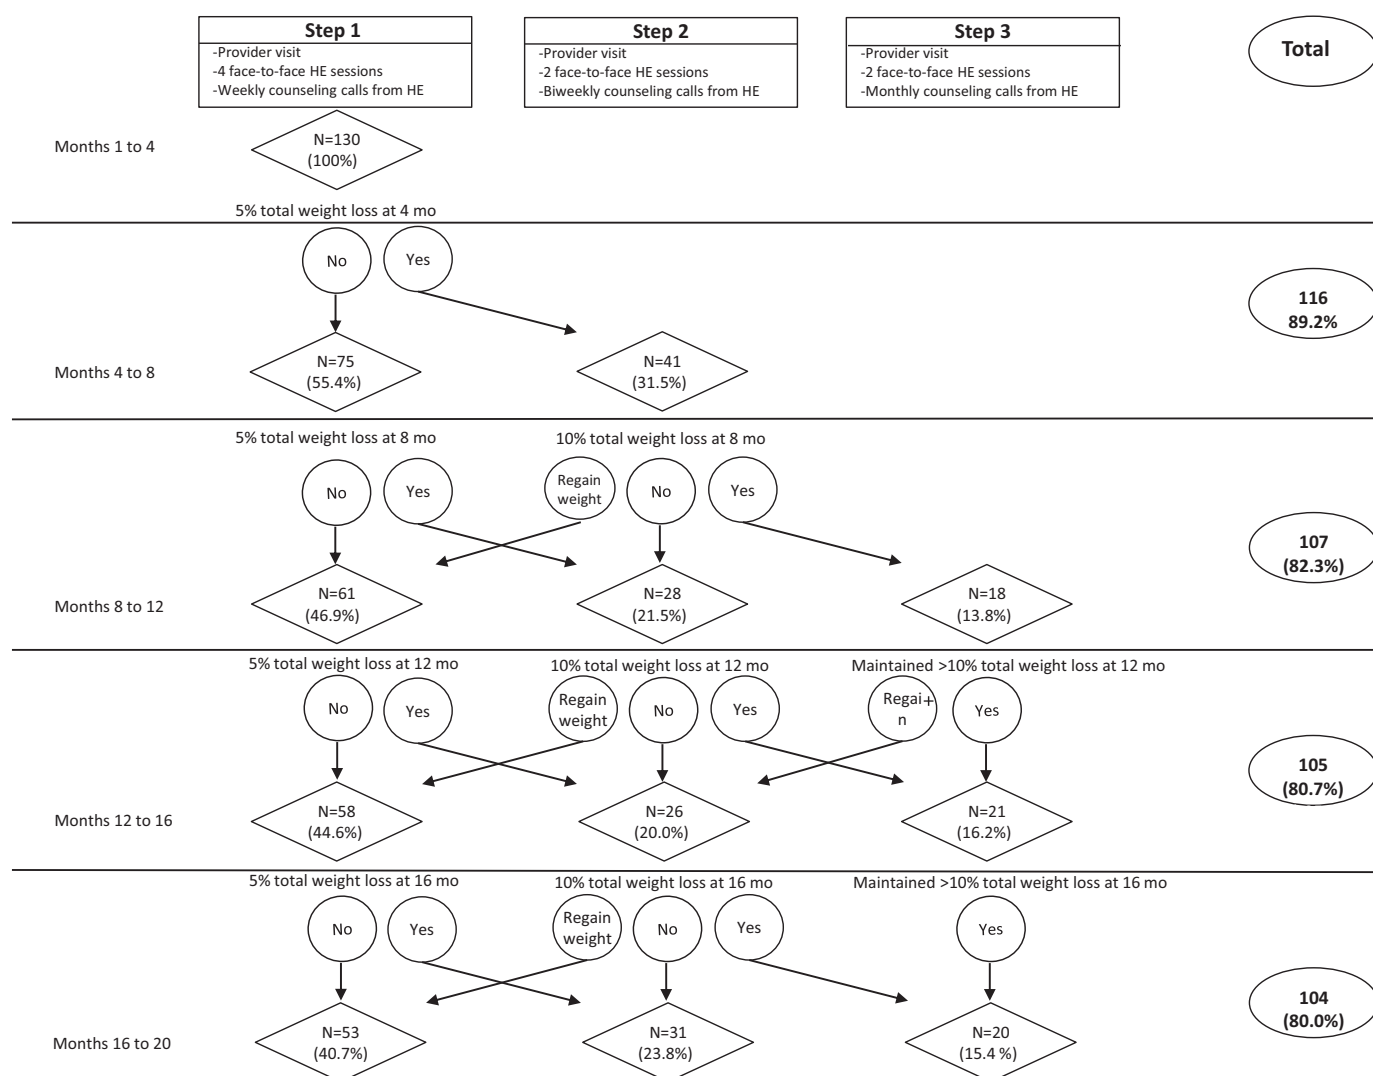 Step 1
-Provider visit
-4 face-to-face HE sessions
-Weekly counseling calls from HE
Step 2
-Provider visit
-2 face-to-face HE sessions
-Biweekly counseling calls from HE
Step 3
-Provider visit
-2 face-to-face HE sessions
-Monthly counseling calls from HE
Total
Months 1 to 4
N=130
(100%)
5% total weight loss at 4 mo
No
Yes
116
89.2%
Months 4 to 8
N=75
(55.4%)
N=41
(31.5%)
5% total weight loss at 8 mo
10% total weight loss at 8 mo
No
Yes
Regain
weight
No
Yes
107
(82.3%)
Months 8 to 12
N=61
(46.9%)
N=28
(21.5%)
N=18
(13.8%)
5% total weight loss at 12 mo
10% total weight loss at 12 mo
Maintained >10% total weight loss at 12 mo
No
Yes
Regain
weight
No
Yes
Regai+
n
Yes
105
(80.7%)
Months 12 to 16
N=58
(44.6%)
N=26
(20.0%)
N=21
(16.2%)
5% total weight loss at 16 mo
10% total weight loss at 16 mo
Maintained >10% total weight loss at 16 mo
No
Yes
Regain
weight
No
Yes
Yes
104
(80.0%)
Months 16 to 20
N=53
(40.7%)
N=31
(23.8%)
N=20
(15.4 %)